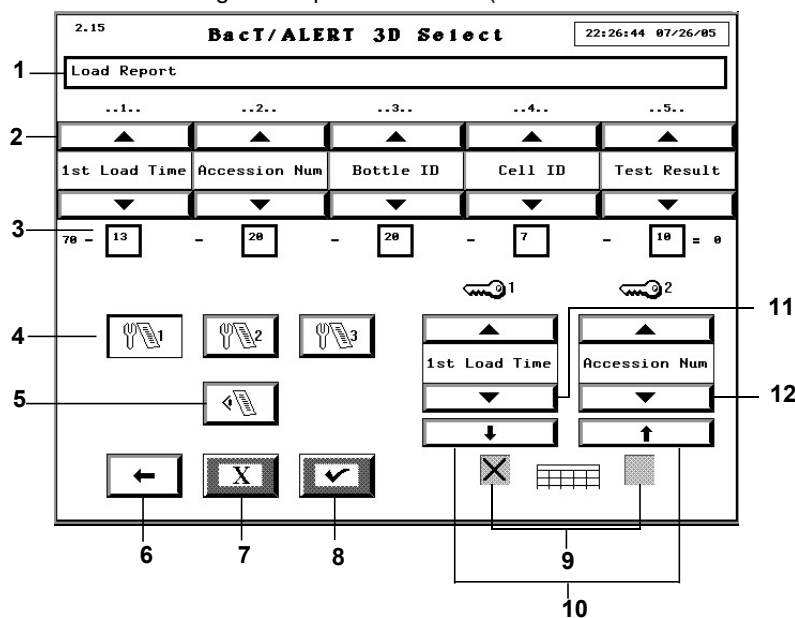 2.15
BacT/ALERT 3D Select
22:26:44 07/26/05
1
Load Report
..1.. ..2.. ..3.. ..4.. ..5..
2
1st Load Time Accession Num Bottle ID Cell ID Test Result
3
70 - 13 - 20 - 20 - 7 - 10 = 0
1 2
11
4
1 2 3
1st Load Time Accession Num
5
12
X
6 7 8
9
10